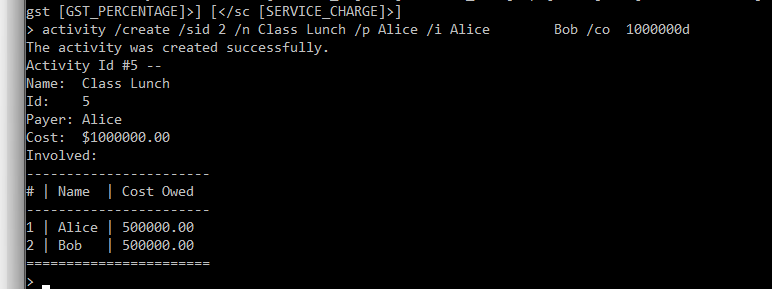 gst [GST_PERCENTAGE]>] [</sc [SERVICE_CHARGE]>]
> activity /create /sid 2 /n Class Lunch /p Alice /i Alice        Bob /co  1000000d
The activity was created successfully.
Activity Id #5 --
Name:  Class Lunch
Id:    5
Payer: Alice
Cost:  $1000000.00
Involved:
-----------------------
# | Name  | Cost Owed
-----------------------
1 | Alice | 500000.00
2 | Bob   | 500000.00
=======================
>